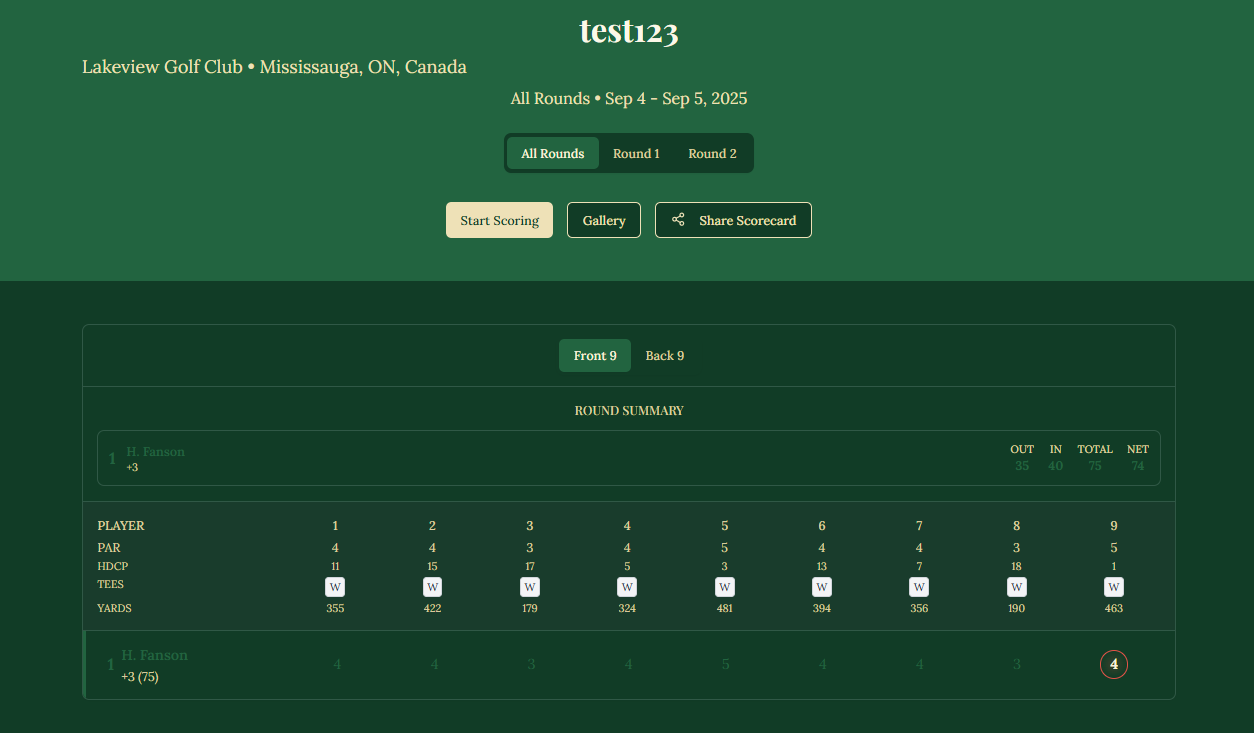 test123
Lakeview Golf Club • Mississauga, ON, Canada
All Rounds • Sep 4 - Sep 5, 2025
All Rounds Round 1 Round 2
Start Scoring Gallery Share Scorecard
Front 9 Back 9
ROUND SUMMARY
1 H. Fanson +3 OUT 35 IN 40 TOTAL 75 NET 74
PLAYER 1 2 3 4 5 6 7 8 9
PAR 4 4 3 4 5 4 4 3 5
HDCP 11 15 17 5 3 13 7 18 1
TEES W W W W W W W W W
YARDS 355 422 179 324 481 394 356 190 463
1 H. Fanson +3 (75) 4 4 3 4 5 4 4 3 4